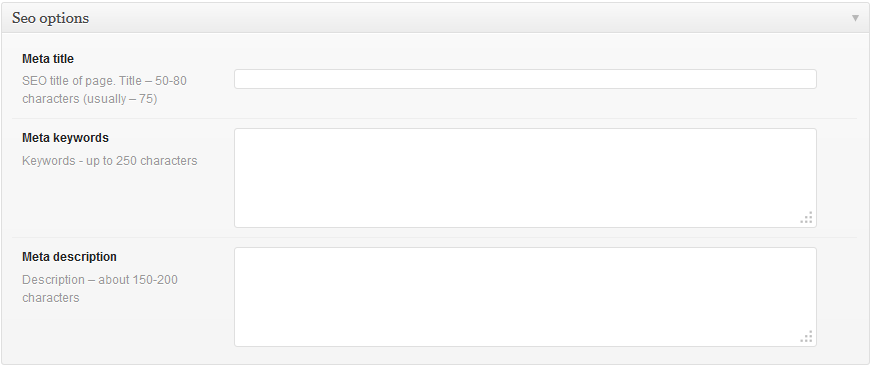 Seo options
Meta title
SEO title of page. Title – 50-80
characters (usually – 75)
Meta keywords
Keywords - up to 250 characters
Meta description
Description – about 150-200
characters